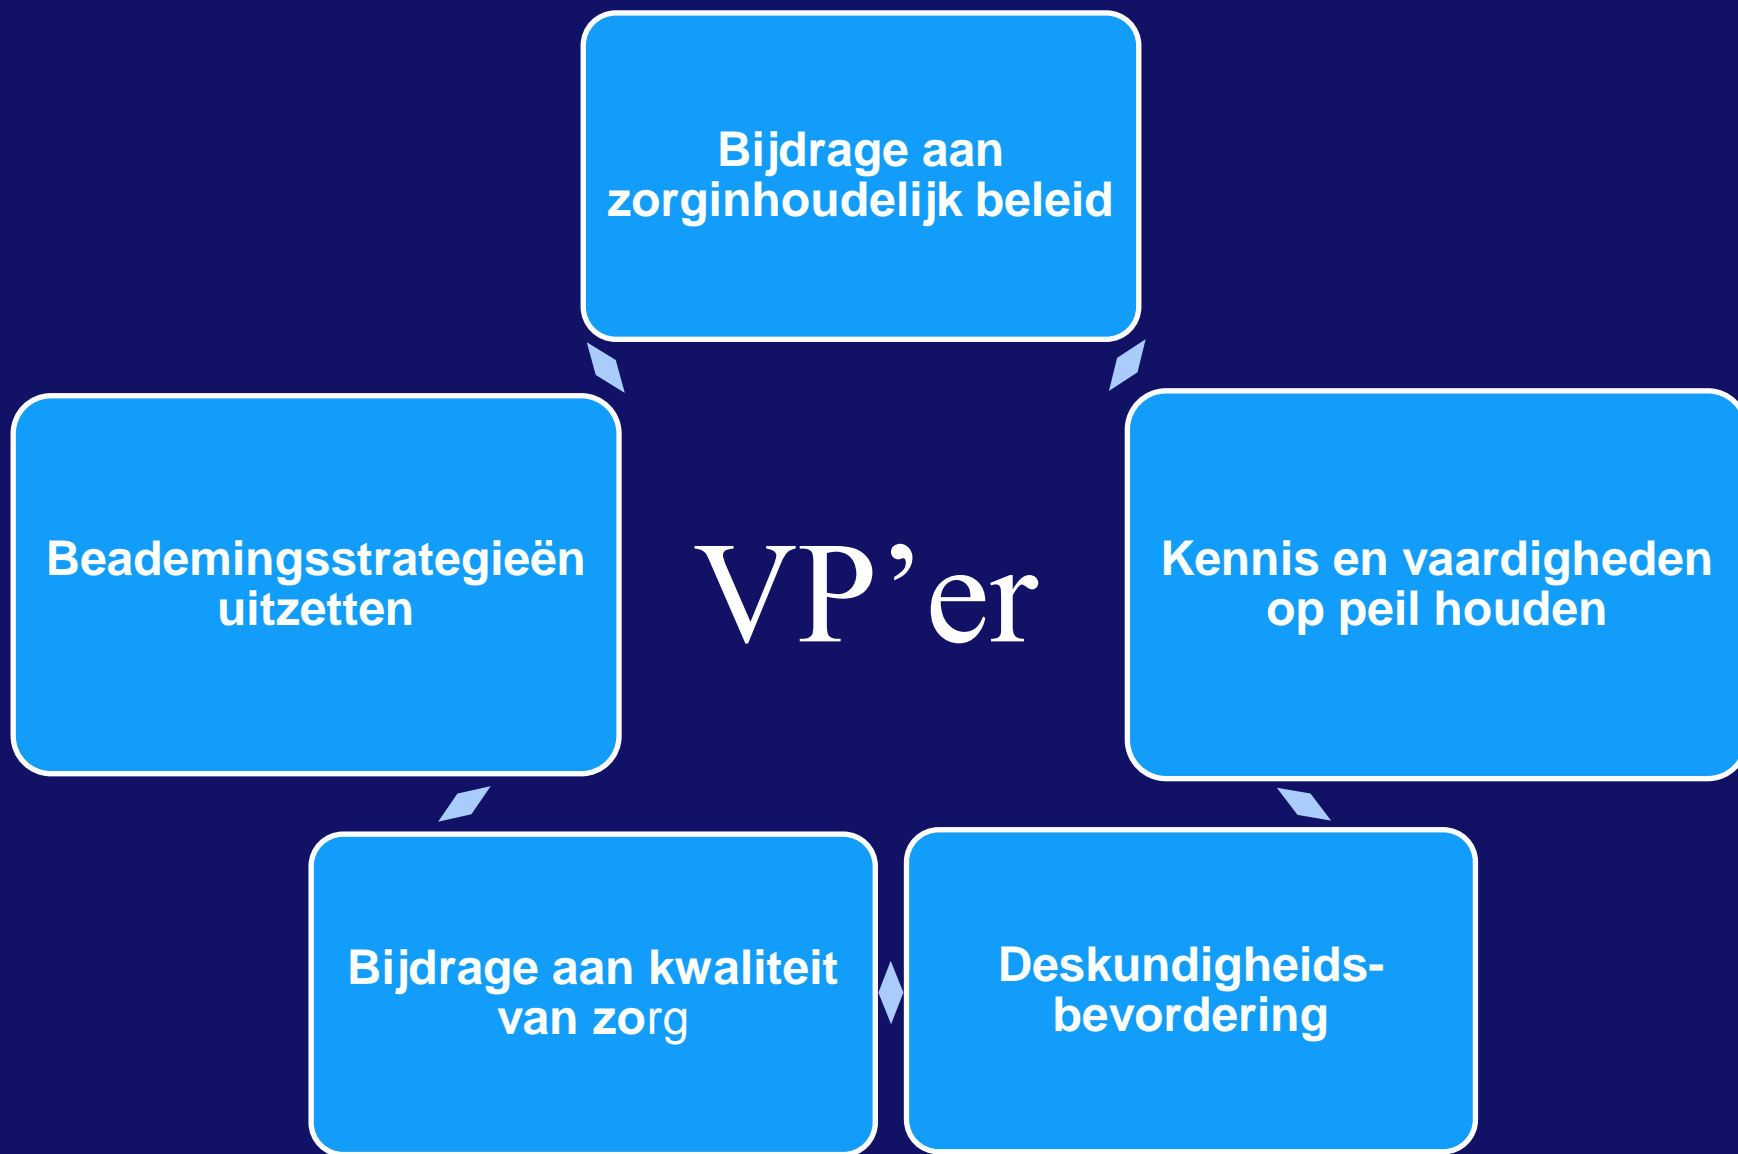 Bijdrage aan
zorginhoudelijk beleid
Beademingsstrategieën
uitzetten
VP’er
Kennis en vaardigheden
op peil houden
Bijdrage aan kwaliteit
van zorg
Deskundigheids-
bevordering